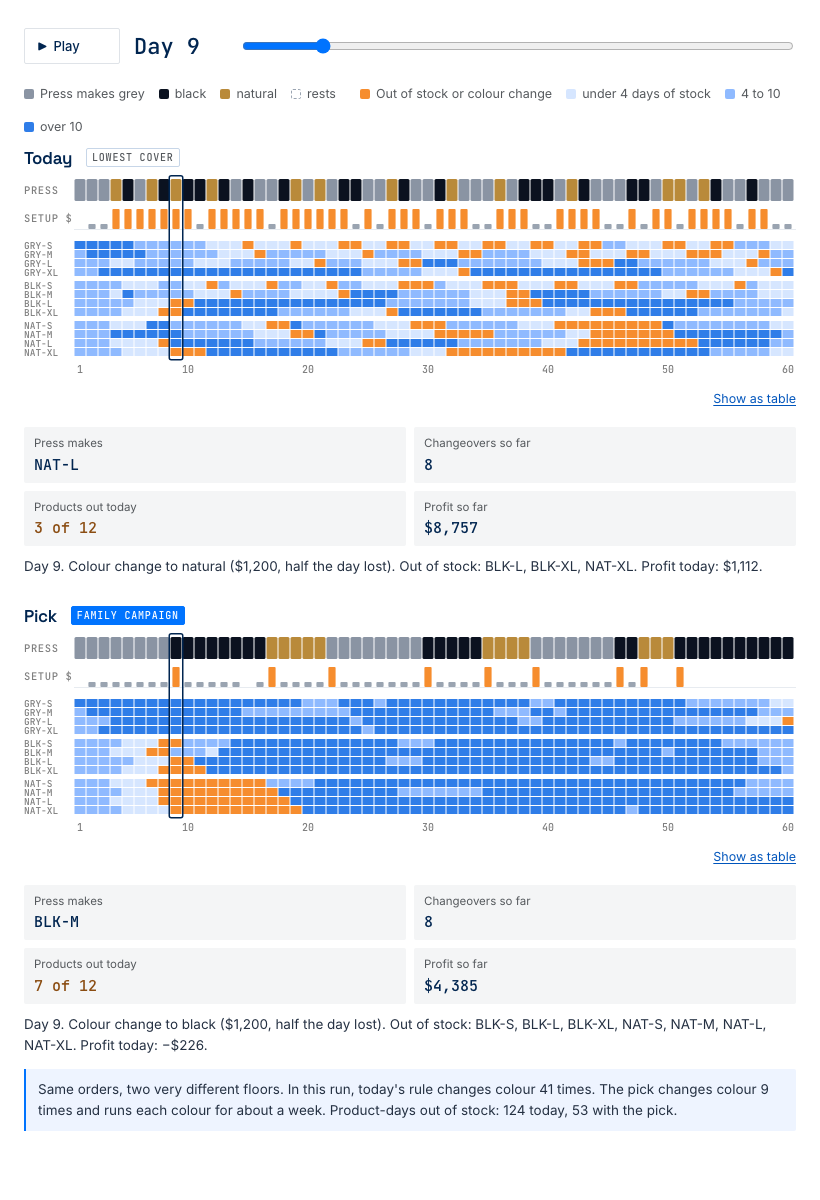 Play
Day 9
Press makes grey black natural rests Out of stock or colour change under 4 days of stock 4 to 10
over 10
Today LOWEST COVER
PRESS
SETUP $
GRY-S
GRY-M
GRY-L
GRY-XL
BLK-S
BLK-M
BLK-L
BLK-XL
NAT-S
NAT-M
NAT-L
NAT-XL
1 10 20 30 40 50 60
Show as table
Press makes
NAT-L
Changeovers so far
8
Products out today
3 of 12
Profit so far
$8,757
Day 9. Colour change to natural ($1,200, half the day lost). Out of stock: BLK-L, BLK-XL, NAT-XL. Profit today: $1,112.
Pick FAMILY CAMPAIGN
PRESS
SETUP $
GRY-S
GRY-M
GRY-L
GRY-XL
BLK-S
BLK-M
BLK-L
BLK-XL
NAT-S
NAT-M
NAT-L
NAT-XL
1 10 20 30 40 50 60
Show as table
Press makes
BLK-M
Changeovers so far
8
Products out today
7 of 12
Profit so far
$4,385
Day 9. Colour change to black ($1,200, half the day lost). Out of stock: BLK-S, BLK-L, BLK-XL, NAT-S, NAT-M, NAT-L,
NAT-XL. Profit today: −$226.
Same orders, two very different floors. In this run, today's rule changes colour 41 times. The pick changes colour 9
times and runs each colour for about a week. Product-days out of stock: 124 today, 53 with the pick.